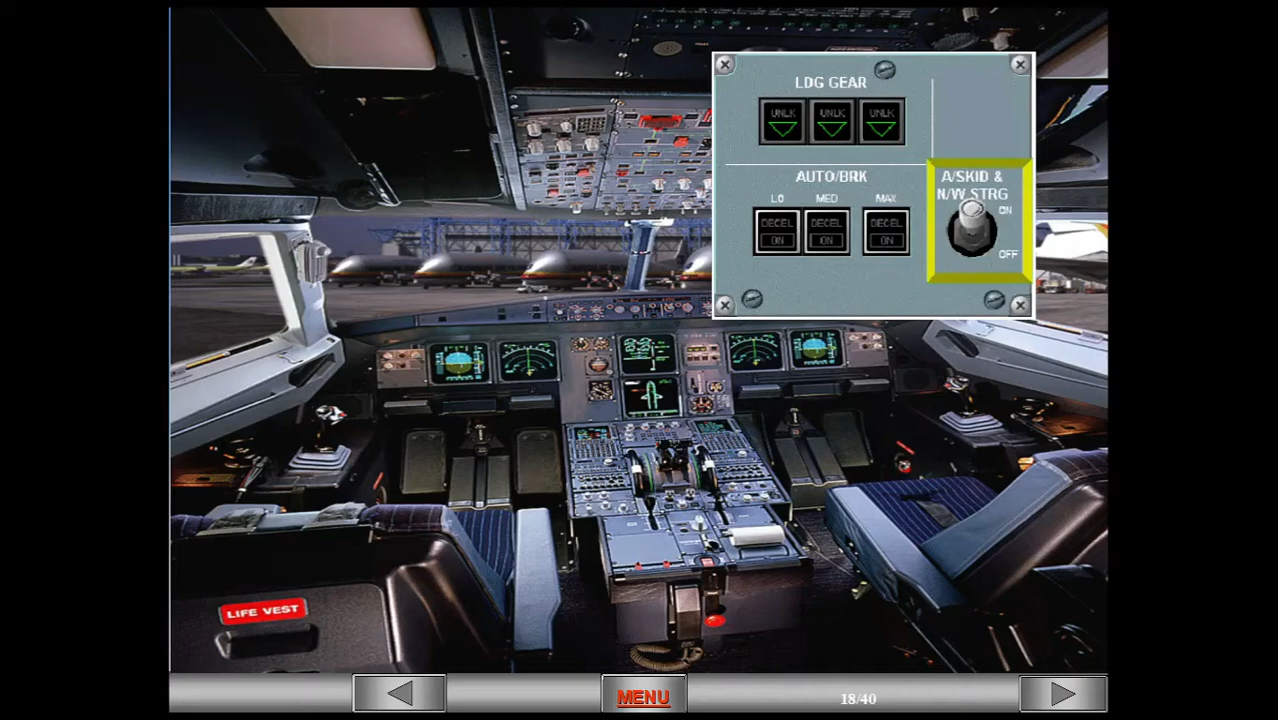 LDG GEAR
UNLK UNLK UNLK
AUTO/BRK
LO MED MAX
DECEL DECEL DECEL
ON ON ON
A/SKID &
N/W STRG
ON
OFF
LIFE VEST
MENU
18/40